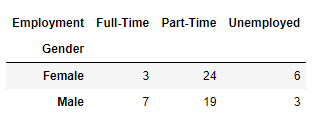 Employment Full-Time Part-Time Unemployed
Gender
Female 3 24 6
Male 7 19 3